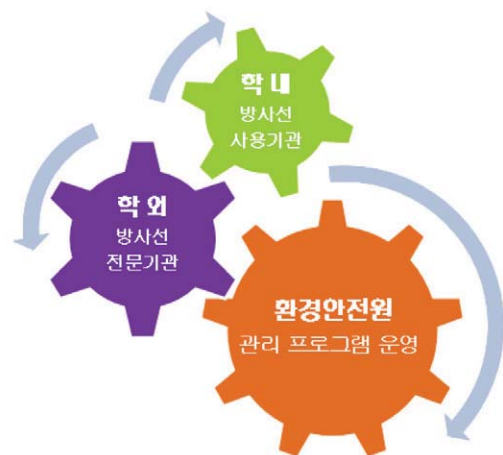 학 내
방사선
사용기관
학 외
방사선
전문기관
환경안전원
관리 프로그램 운영